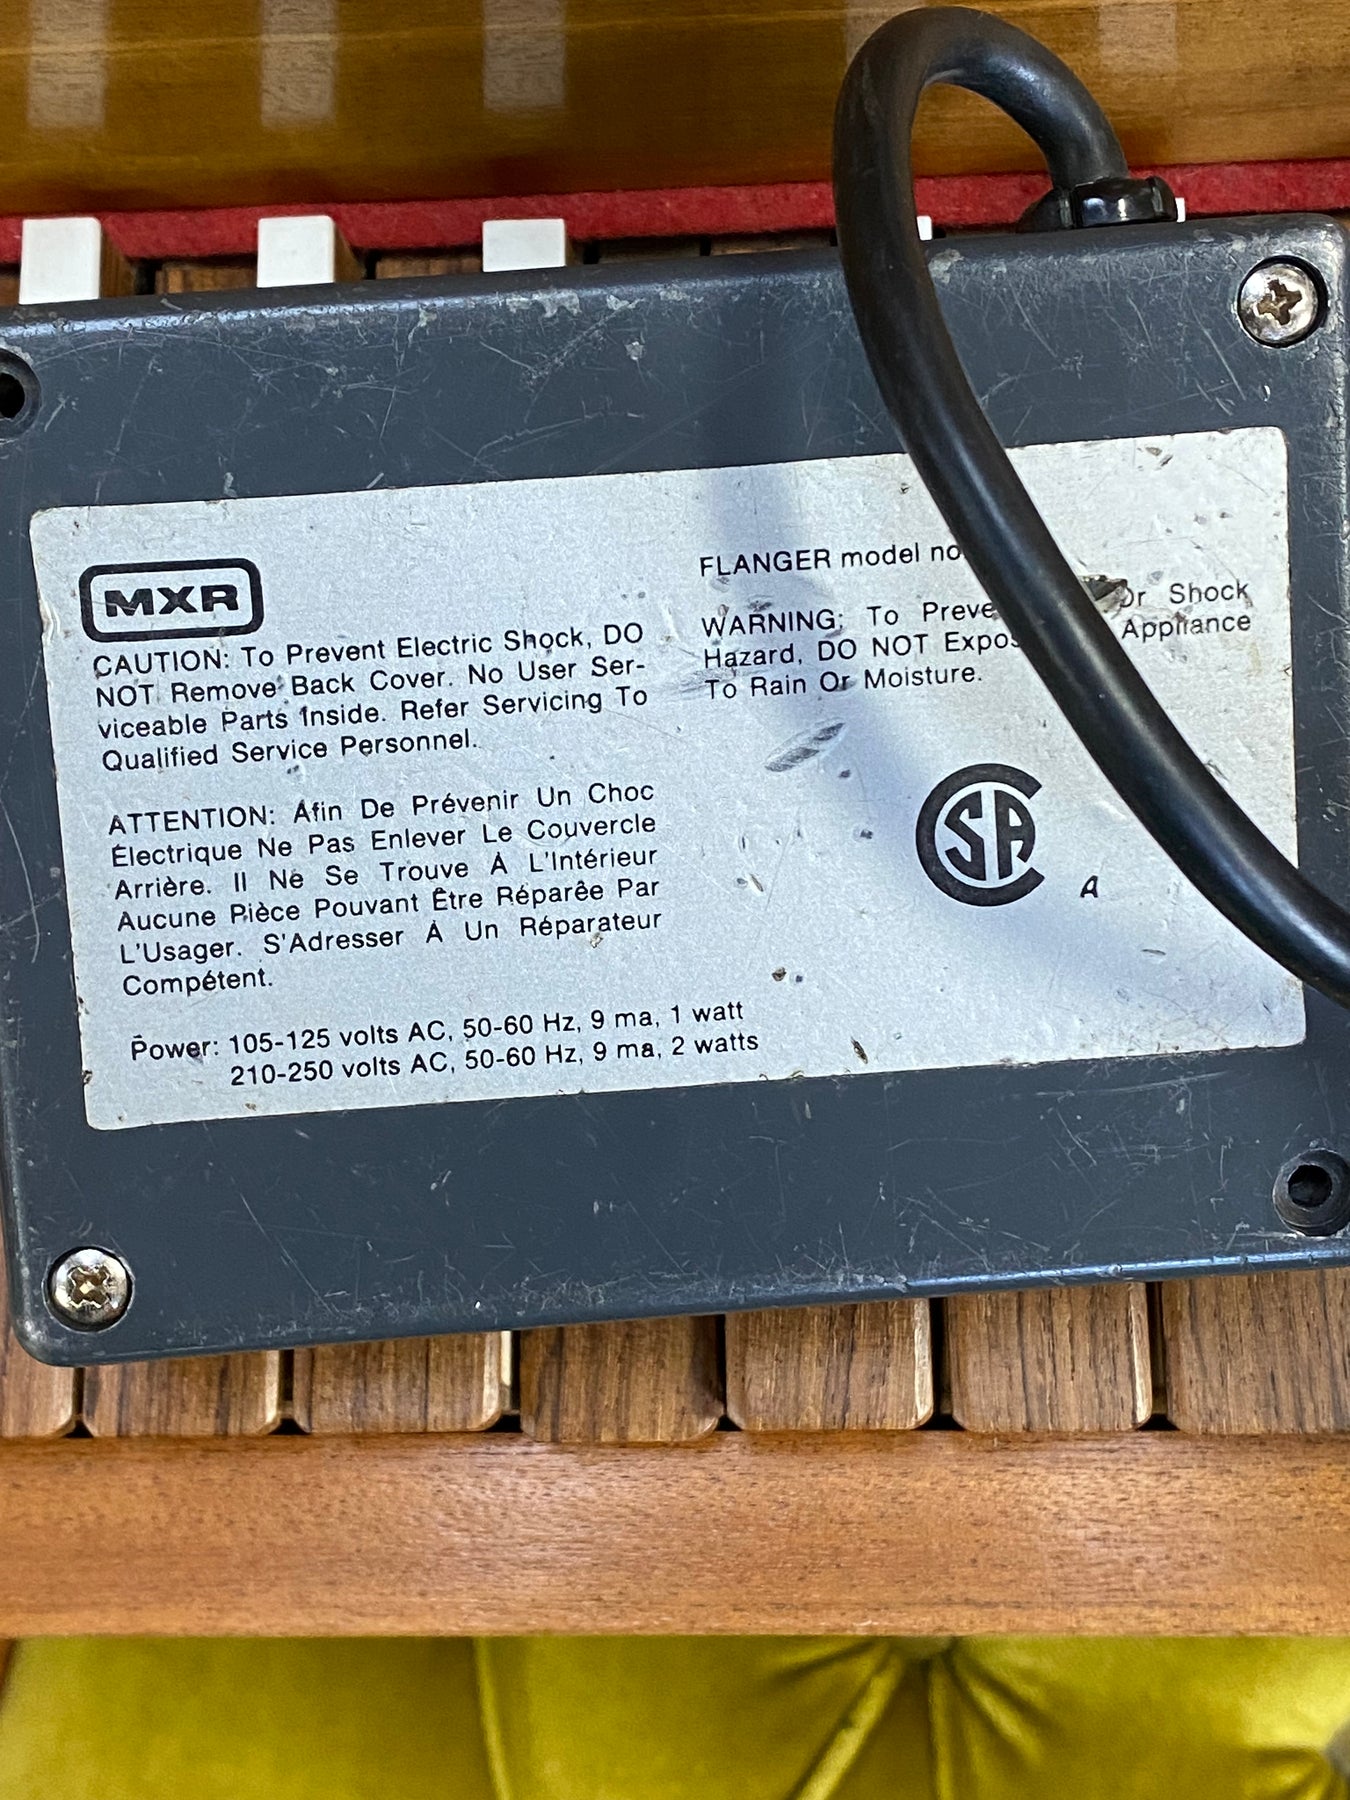 MXR
CAUTION: To Prevent Electric Shock, DO
NOT Remove Back Cover. No User Ser-
viceable Parts Inside. Refer Servicing To
Qualified Service Personnel.
ATTENTION: Afin De Prévenir Un Choc
Électrique Ne Pas Enlever Le Couvercle
Arrière. Il Ne Se Trouve À L'Intérieur
Aucune Pièce Pouvant Être Réparêe Par
L'Usager. S'Adresser À Un Réparateur
Compétent.
Power: 105-125 volts AC, 50-60 Hz, 9 ma, 1 watt
210-250 volts AC, 50-60 Hz, 9 ma, 2 watts
FLANGER model no
WARNING: To Or Shock
Hazard, DO NOT Appliance
To Rain Or Moisture.
CSA
A